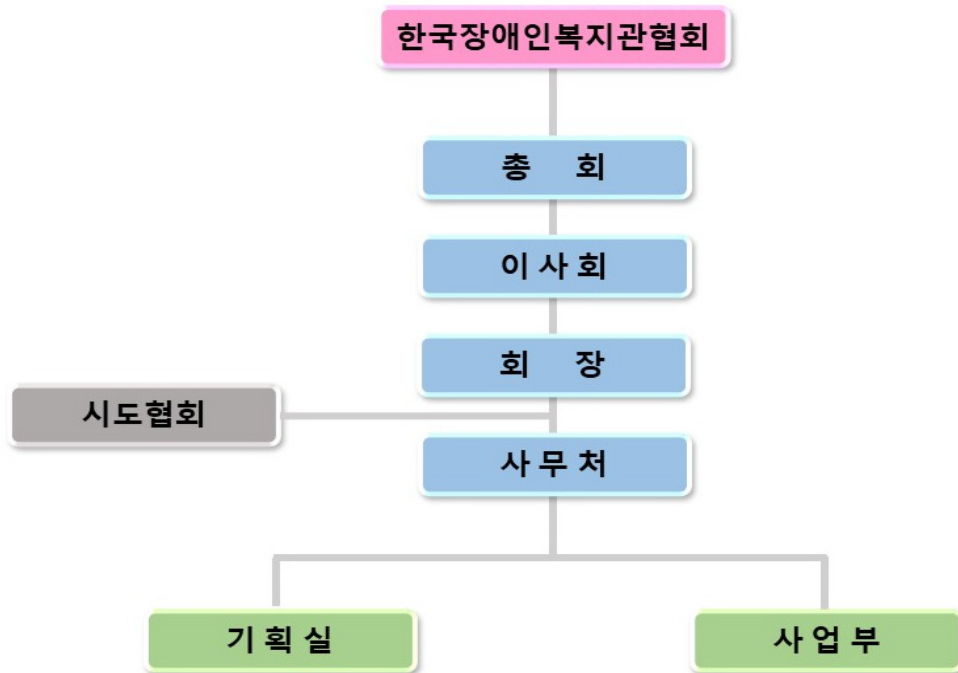 한국장애인복지관협회
총 회
이 사 회
회 장
시도협회
사 무 처
기 획 실
사 업 부